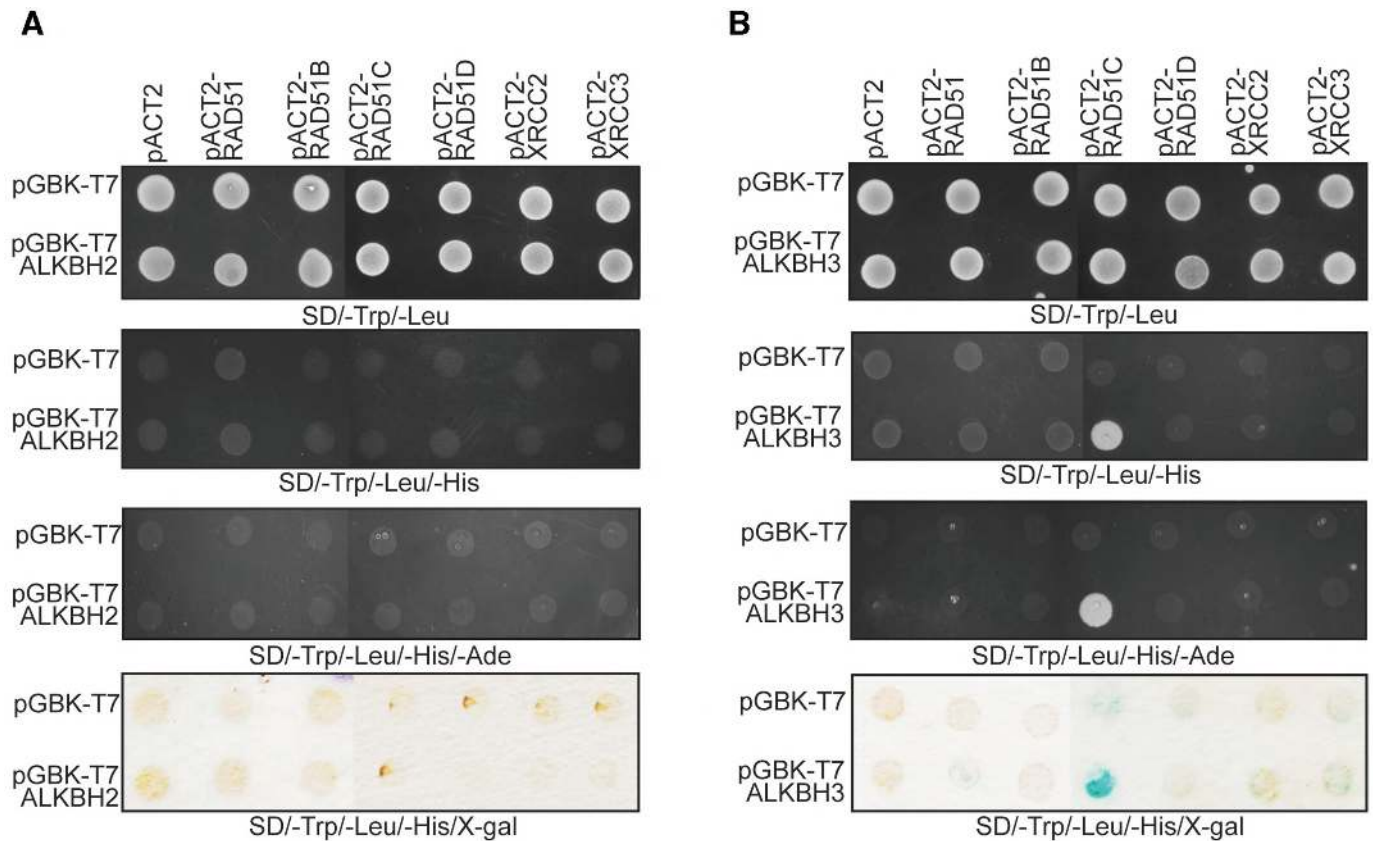 A
pACT2
pACT2-
RAD51
pACT2-
RAD51B
pACT2-
RAD51C
pACT2-
RAD51D
pACT2-
XRCC2
pACT2-
XRCC3
pGBK-T7
pGBK-T7
ALKBH2
SD/-Trp/-Leu
pGBK-T7
pGBK-T7
ALKBH2
SD/-Trp/-Leu/-His
pGBK-T7
pGBK-T7
ALKBH2
SD/-Trp/-Leu/-His/-Ade
pGBK-T7
pGBK-T7
ALKBH2
SD/-Trp/-Leu/-His/X-gal
B
pACT2
pACT2-
RAD51
pACT2-
RAD51B
pACT2-
RAD51C
pACT2-
RAD51D
pACT2-
XRCC2
pACT2-
XRCC3
pGBK-T7
pGBK-T7
ALKBH3
SD/-Trp/-Leu
pGBK-T7
pGBK-T7
ALKBH3
SD/-Trp/-Leu/-His
pGBK-T7
pGBK-T7
ALKBH3
SD/-Trp/-Leu/-His/-Ade
pGBK-T7
pGBK-T7
ALKBH3
SD/-Trp/-Leu/-His/X-gal